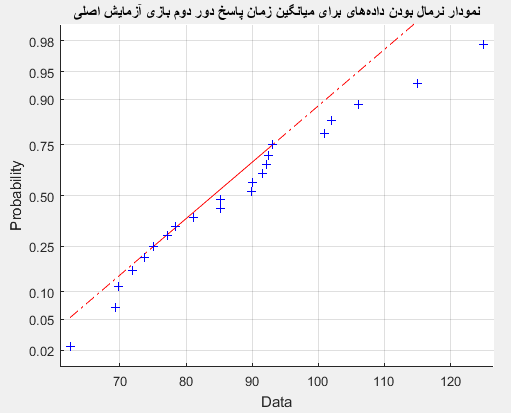 نمودار نرمال بودن داده‌های برای میانگین زمان پاسخ دور دوم بازی آزمایش اصلی
0.98
0.95
0.90
0.75
0.50
0.25
0.10
0.05
0.02
Probability
70 80 90 100 110 120
Data